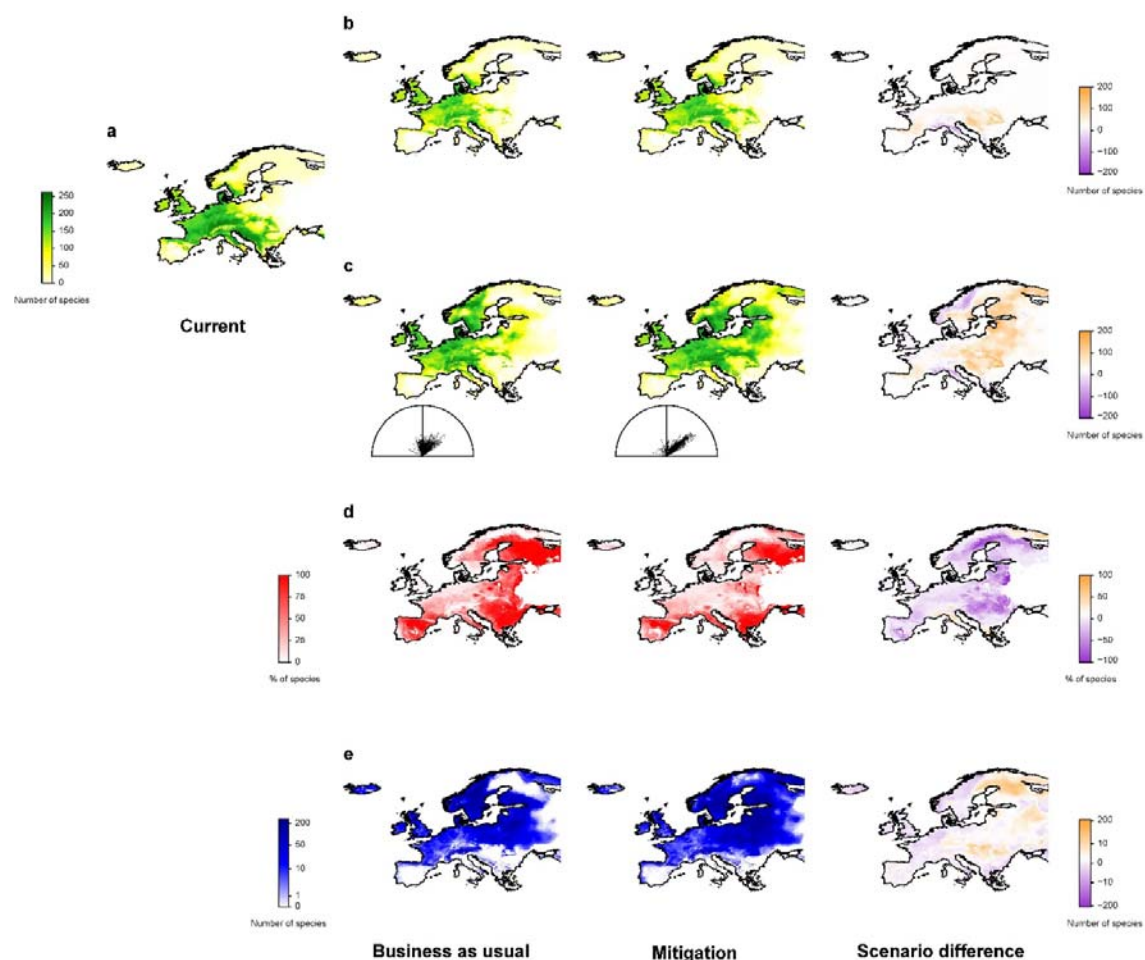 b
200
100
0
−100
−200
Number of species
a
250
200
150
100
50
0
Number of species
Current
c
200
100
0
−100
−200
Number of species
d
100
75
50
25
0
% of species
100
50
0
−50
−100
% of species
e
200
50
10
1
0
Number of species
200
10
0
−10
−200
Number of species
Business as usual
Mitigation
Scenario difference